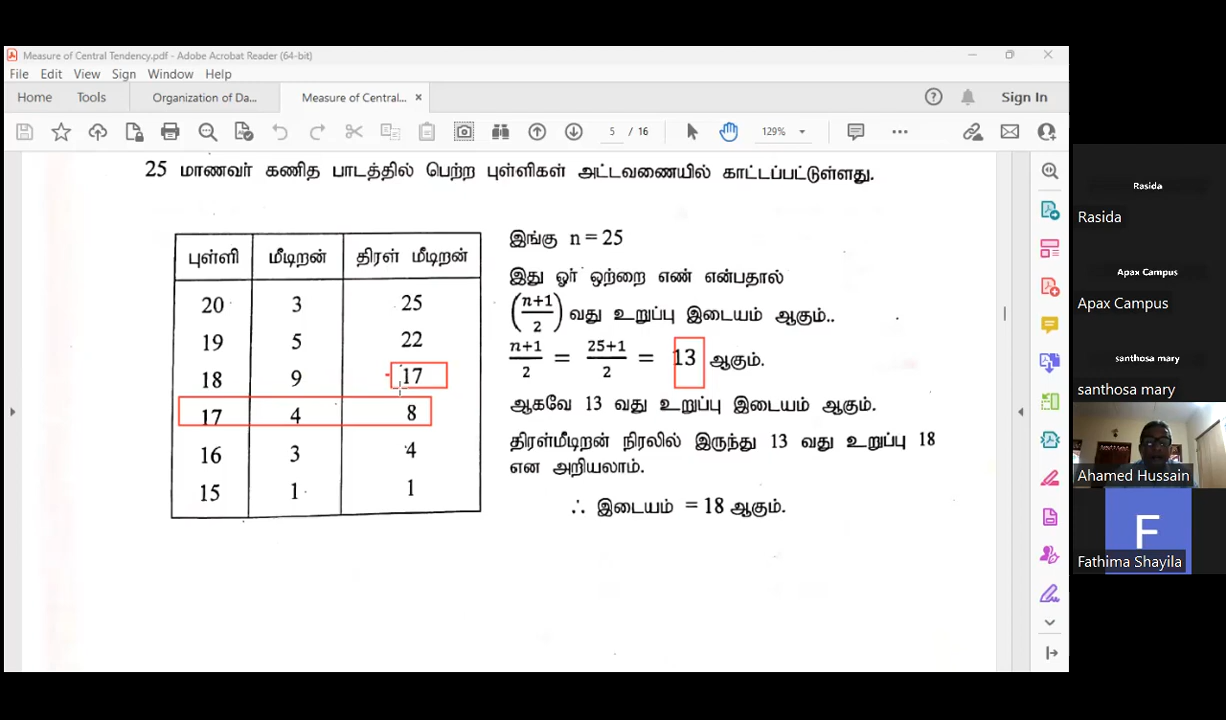 Measure of Central Tendency.pdf - Adobe Acrobat Reader (64-bit)
File Edit View Sign Window Help
Home Tools Organization of Da... Measure of Central... × Sign In
5 / 16 129%
25 மாணவர் கணித பாடத்தில் பெற்ற புள்ளிகள் அட்டவணையில் காட்டப்பட்டுள்ளது.
புள்ளி மீடிறன் திரள் மீடிறன்
20 3 25
19 5 22
18 9 17
17 4 8
16 3 4
15 1 1
இங்கு n = 25
இது ஓர் ஒற்றை எண் என்பதால்
(n+1/2) வது உறுப்பு இடையம் ஆகும்..
n+1/2 = 25+1/2 = 13 ஆகும்.
ஆகவே 13 வது உறுப்பு இடையம் ஆகும்.
திரள்மீடிறன் நிரலில் இருந்து 13 வது உறுப்பு 18
என அறியலாம்.
∴ இடையம் = 18 ஆகும்.
Rasida
Rasida
Apax Campus
Apax Campus
santhosa mary
santhosa mary
Ahamed Hussain
F
Fathima Shayila